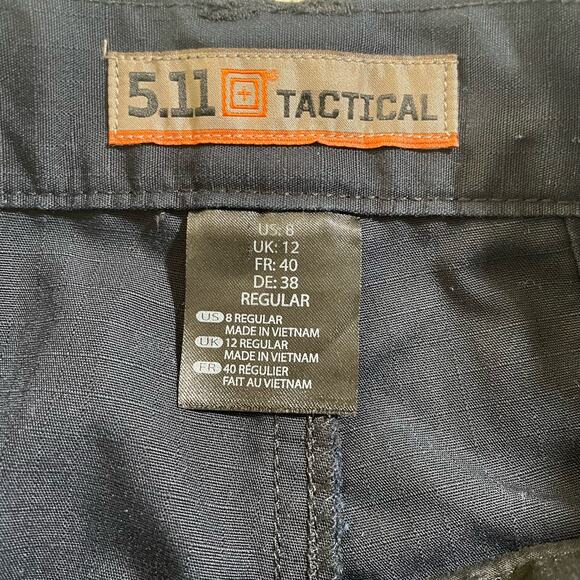 5.11 TACTICAL
US: 8
UK: 12
FR: 40
DE: 38
REGULAR
US 8 REGULAR
MADE IN VIETNAM
UK 12 REGULAR
MADE IN VIETNAM
FR 40 RÉGULIER
FAIT AU VIETNAM